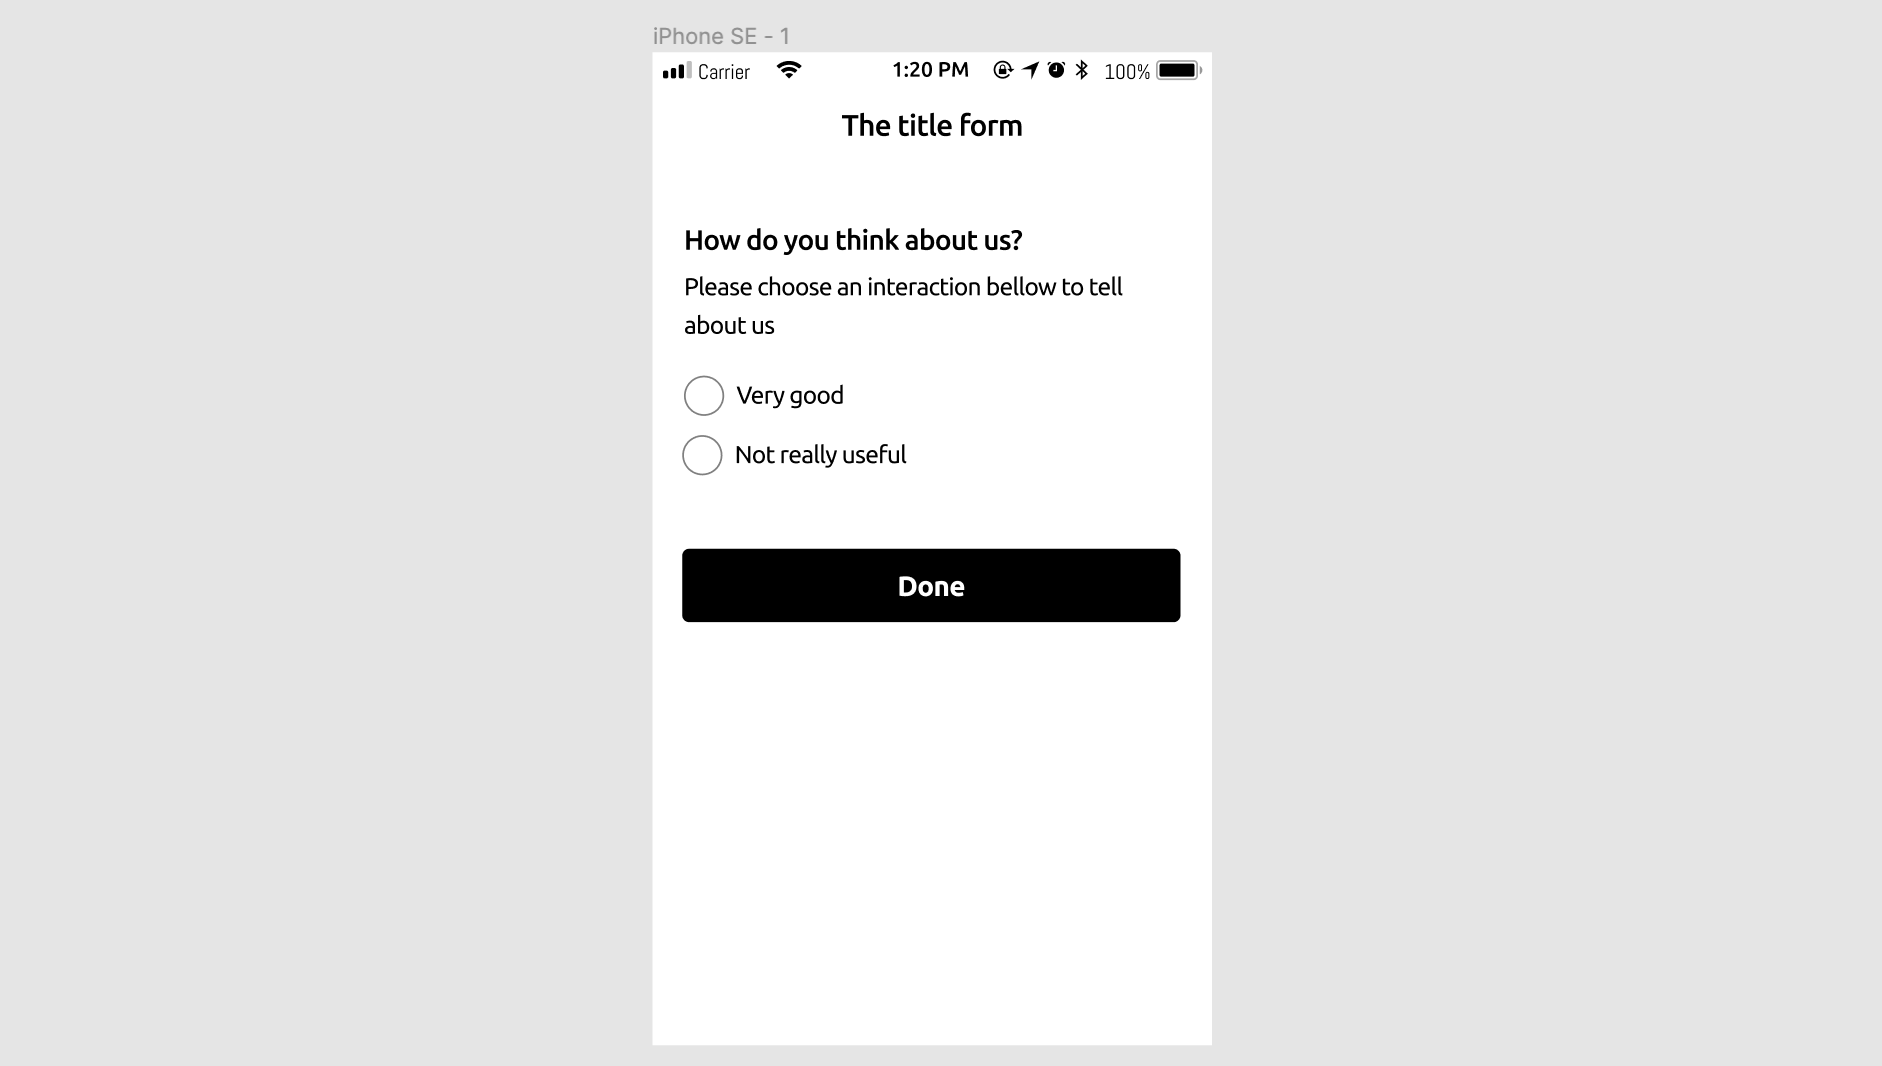 iPhone SE - 1
Carrier 1:20 PM 100%
The title form
How do you think about us?
Please choose an interaction bellow to tell
about us
Very good
Not really useful
Done